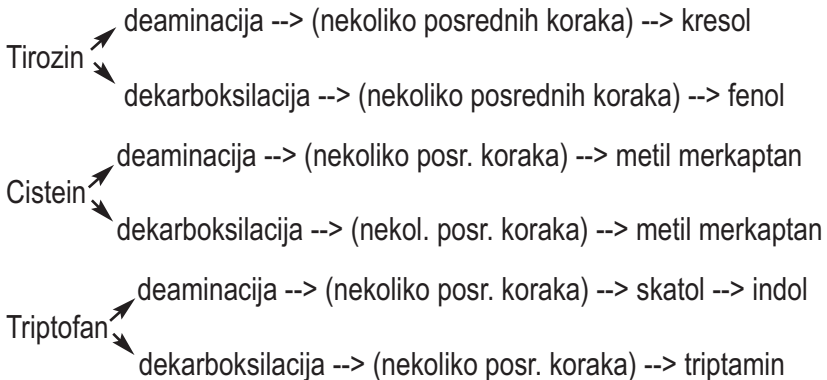 deaminacija --> (nekoliko posrednih koraka) --> kresol
Tirozin
dekarboksilacija --> (nekoliko posrednih koraka) --> fenol
deaminacija --> (nekoliko posr. koraka) --> metil merkaptan
Cistein
dekarboksilacija --> (nekol. posr. koraka) --> metil merkaptan
deaminacija --> (nekoliko posr. koraka) --> skatol --> indol
Triptofan
dekarboksilacija --> (nekoliko posr. koraka) --> triptamin